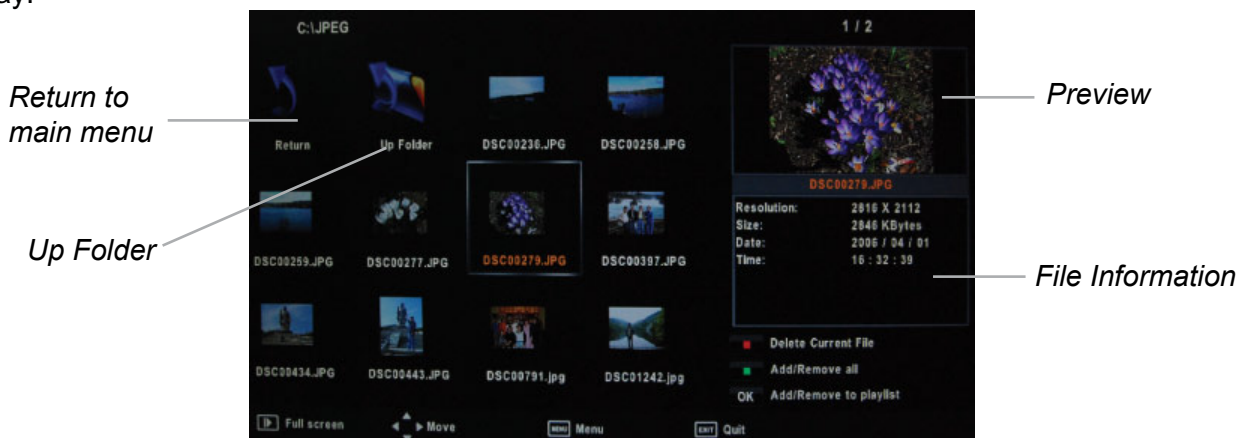 ay.
C:\JPEG
1 / 2
Return to
main menu
Preview
Return
Up Folder
DSC00236.JPG
DSC00258.JPG
DSC00279.JPG
Resolution: 2816 X 2112
Size: 2846 KBytes
Date: 2006 / 04 / 01
Time: 16 : 32 : 39
Up Folder
DSC00259.JPG
DSC00277.JPG
DSC00279.JPG
DSC00397.JPG
File Information
DSC00434.JPG
DSC00443.JPG
DSC00791.jpg
DSC01242.jpg
Delete Current File
Add/Remove all
OK Add/Remove to playlist
Full screen
Move
MENU Menu
EXIT Quit